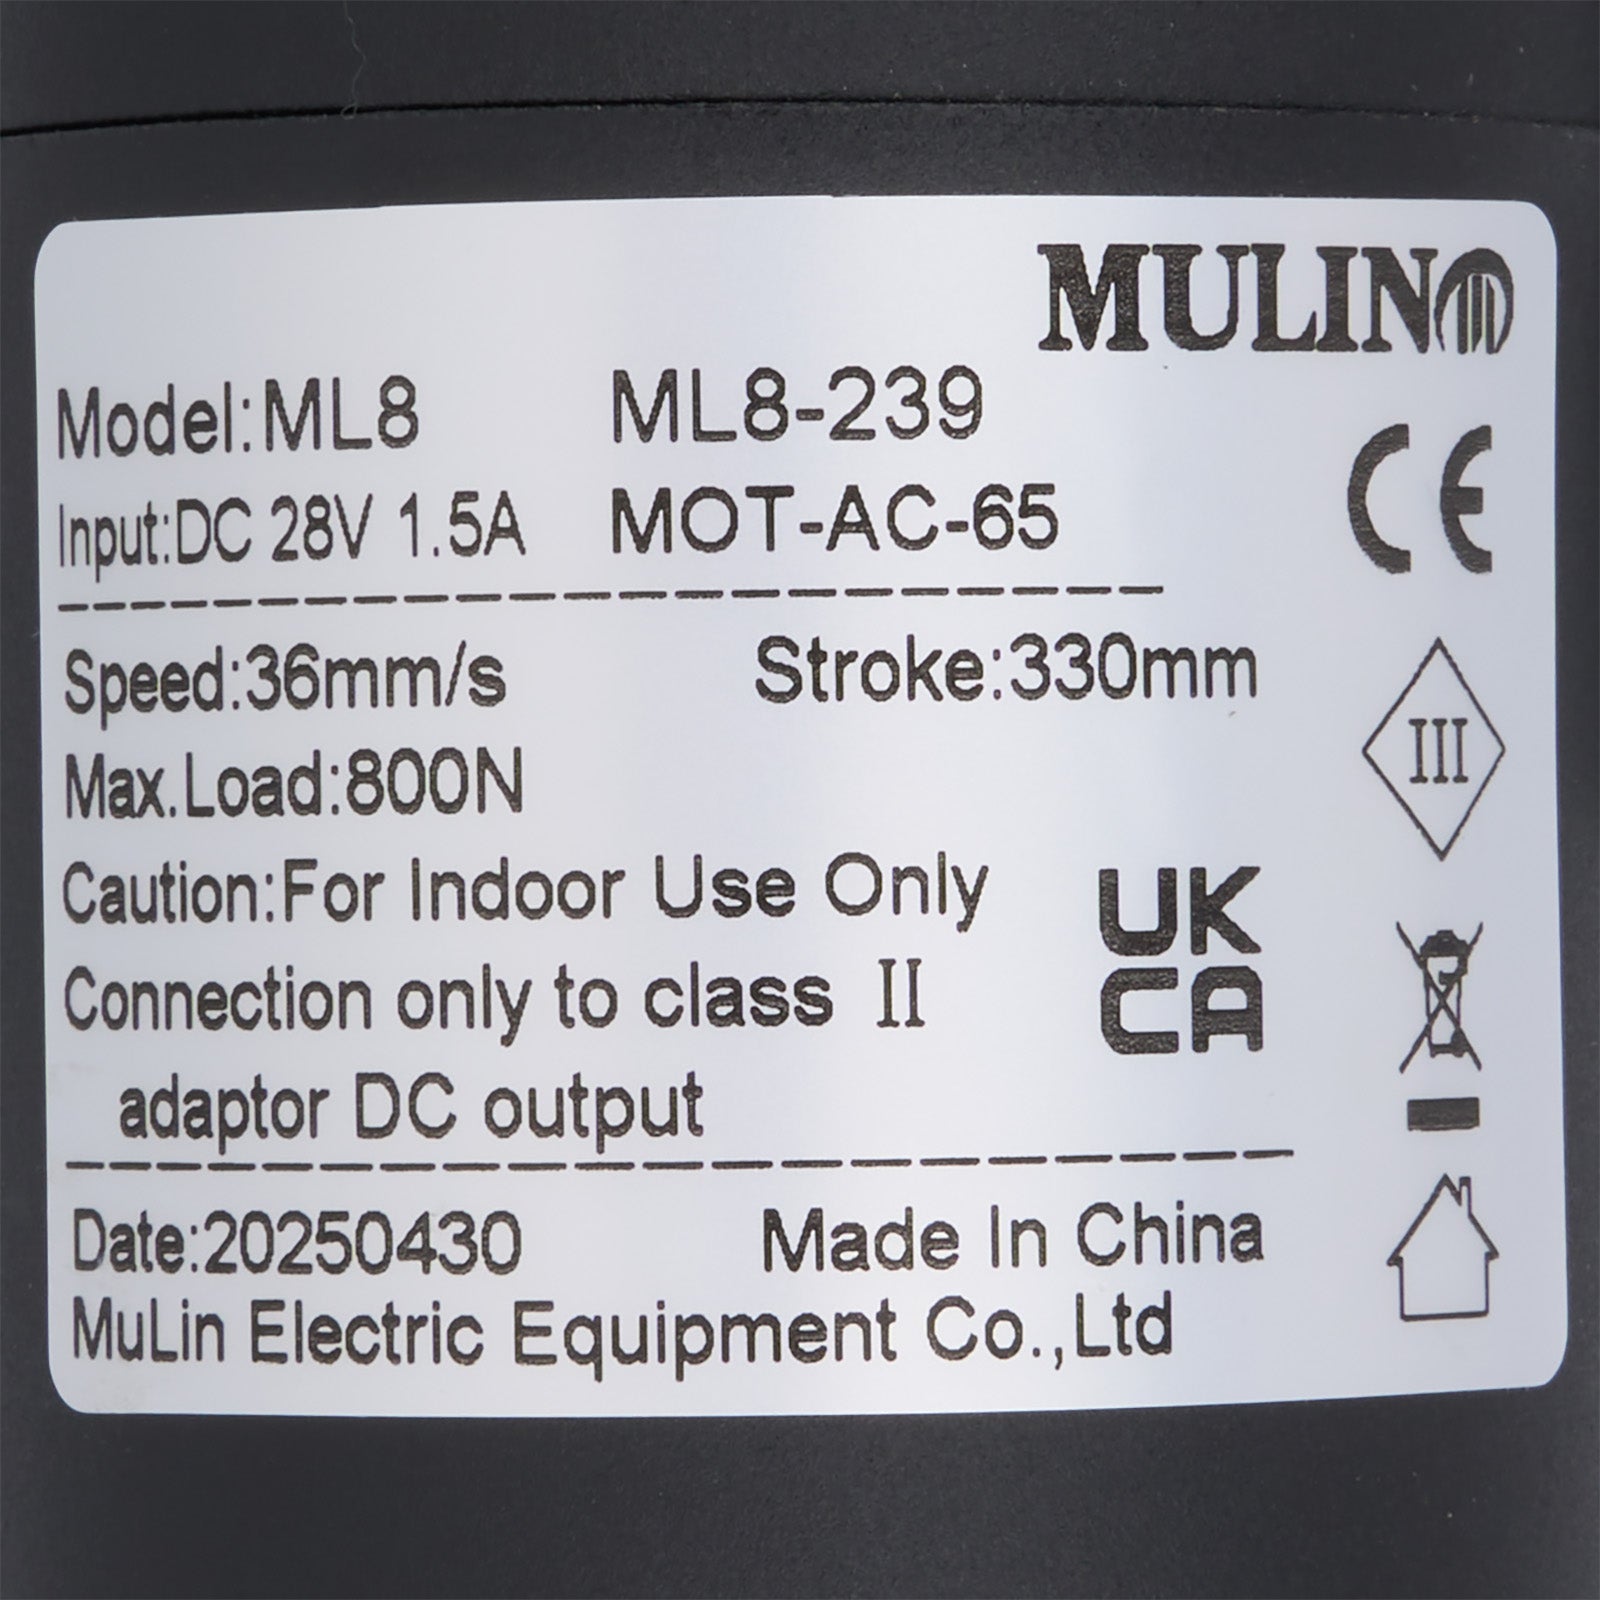 MULIN
Model:ML8 ML8-239
Input:DC 28V 1.5A MOT-AC-65
CE
Speed:36mm/s Stroke:330mm
III
Max.Load:800N
Caution:For Indoor Use Only
UK
CA
Connection only to class II
adaptor DC output
Date:20250430 Made In China
MuLin Electric Equipment Co.,Ltd